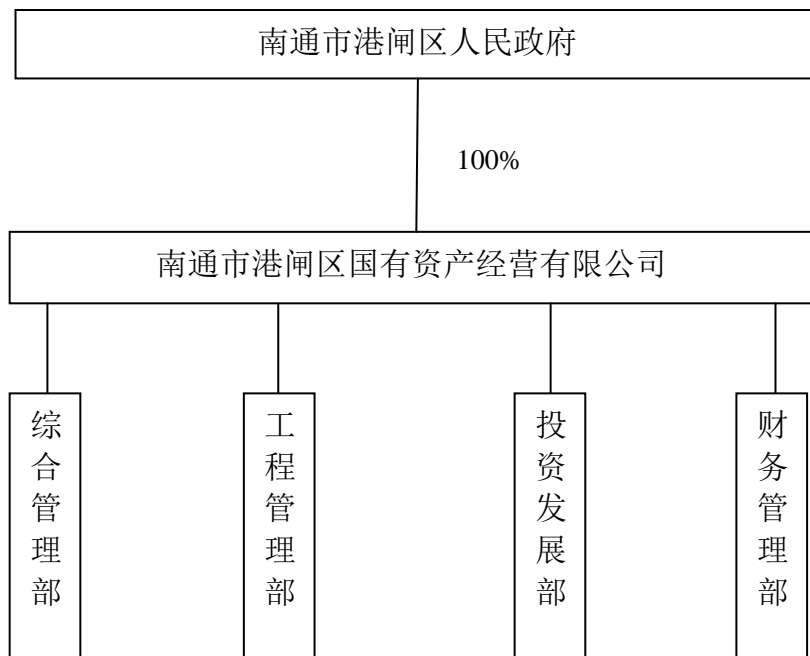 南通市港闸区人民政府
100%
南通市港闸区国有资产经营有限公司
综合管理部
工程管理部
投资发展部
财务管理部